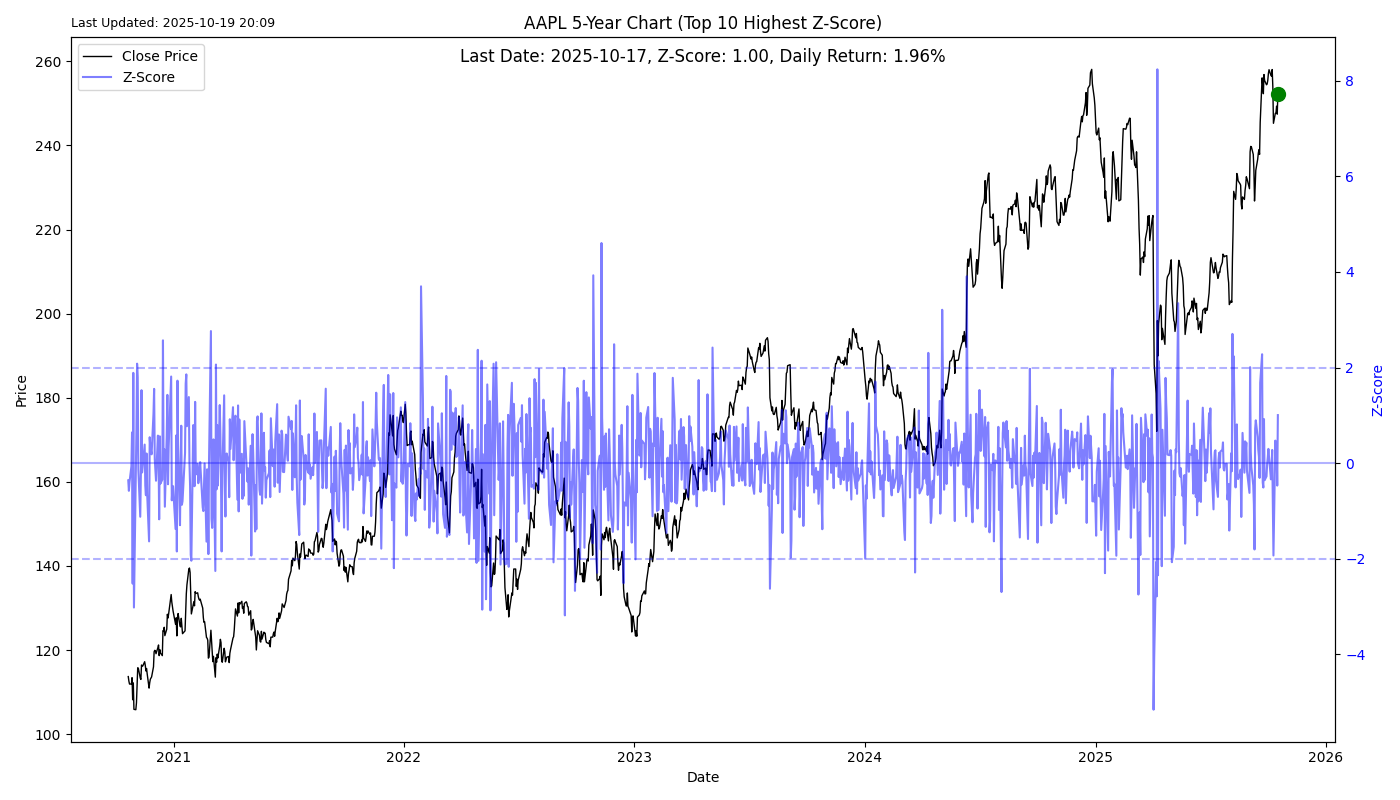 Last Updated: 2025-10-19 20:09
AAPL 5-Year Chart (Top 10 Highest Z-Score)
Last Date: 2025-10-17, Z-Score: 1.00, Daily Return: 1.96%
Close Price
Z-Score
260
240
220
200
180
160
140
120
100
Price
8
6
4
2
0
−2
−4
Z-Score
2021
2022
2023
2024
2025
2026
Date